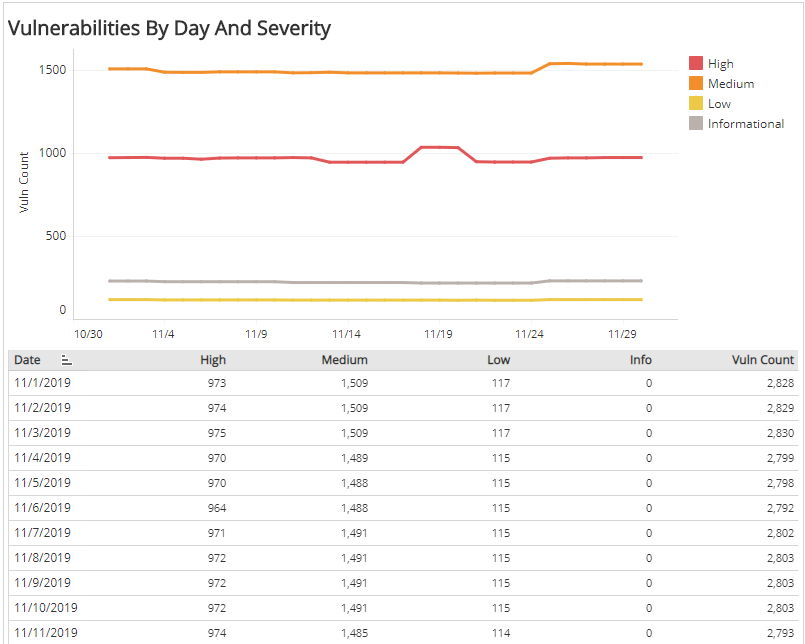 Vulnerabilities By Day And Severity
1500
1000
500
0
Vuln Count
High
Medium
Low
Informational
10/30 11/4 11/9 11/14 11/19 11/24 11/29
Date High Medium Low Info Vuln Count
11/1/2019 973 1,509 117 0 2,828
11/2/2019 974 1,509 117 0 2,829
11/3/2019 975 1,509 117 0 2,830
11/4/2019 970 1,489 115 0 2,799
11/5/2019 970 1,488 115 0 2,798
11/6/2019 964 1,488 115 0 2,792
11/7/2019 971 1,491 115 0 2,802
11/8/2019 972 1,491 115 0 2,803
11/9/2019 972 1,491 115 0 2,803
11/10/2019 972 1,491 115 0 2,803
11/11/2019 974 1,485 114 0 2,793